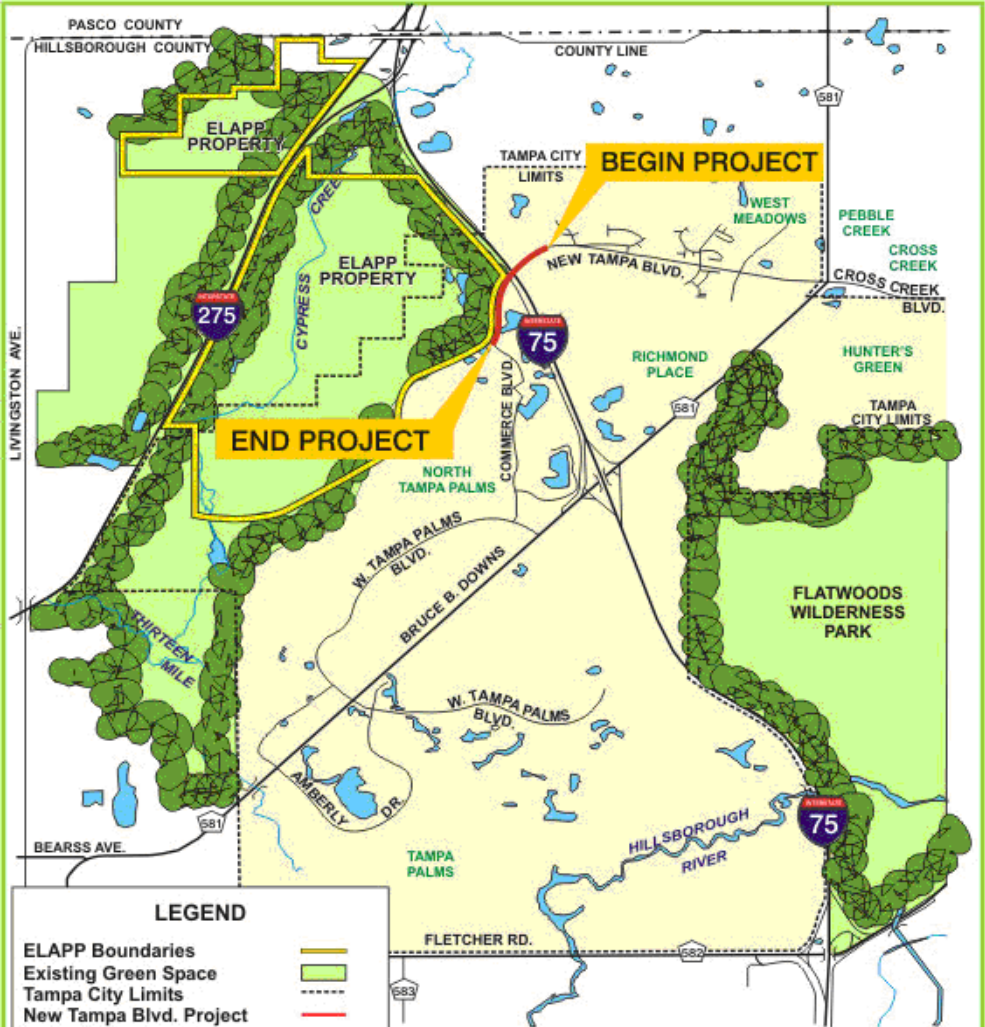 PASCO COUNTY
HILLSBOROUGH COUNTY
COUNTY LINE
581
ELAPP
PROPERTY
TAMPA CITY
LIMITS
BEGIN PROJECT
WEST
MEADOWS
PEBBLE
CREEK
CROSS
CREEK
CREEK
CYPRESS
ELAPP
PROPERTY
NEW TAMPA BLVD.
CROSS CREEK
BLVD.
INTERSTATE
275
INTERSTATE
75
LIVINGSTON AVE.
RICHMOND
PLACE
HUNTER'S
GREEN
581
TAMPA
CITY LIMITS
END PROJECT
COMMERCE BLVD.
NORTH
TAMPA PALMS
W. TAMPA PALMS
BLVD.
BRUCE B. DOWNS
FLATWOODS
WILDERNESS
PARK
THIRTEEN
MILE
W. TAMPA PALMS
BLVD.
AMBERLY DR
INTERSTATE
75
581
BEARSS AVE.
HILLSBOROUGH
RIVER
TAMPA
PALMS
FLETCHER RD.
582
583
LEGEND
ELAPP Boundaries
Existing Green Space
Tampa City Limits
New Tampa Blvd. Project